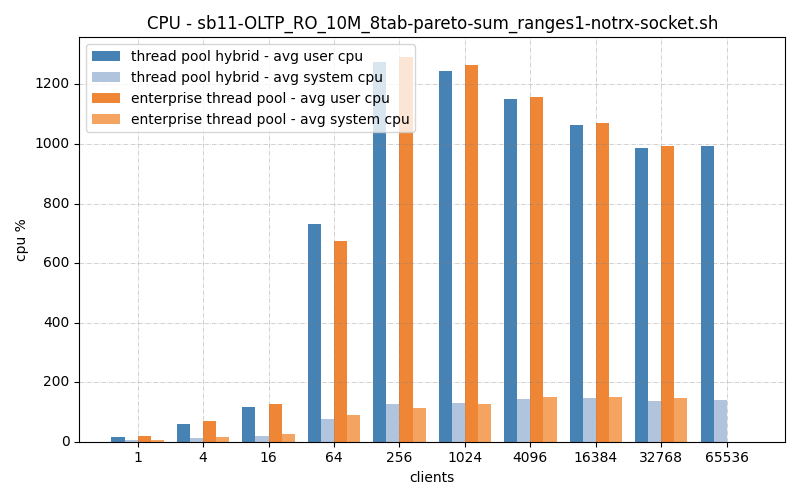 CPU - sb11-OLTP_RO_10M_8tab-pareto-sum_ranges1-notrx-socket.sh
thread pool hybrid - avg user cpu
thread pool hybrid - avg system cpu
enterprise thread pool - avg user cpu
enterprise thread pool - avg system cpu
cpu %
1200
1000
800
600
400
200
0
1 4 16 64 256 1024 4096 16384 32768 65536
clients